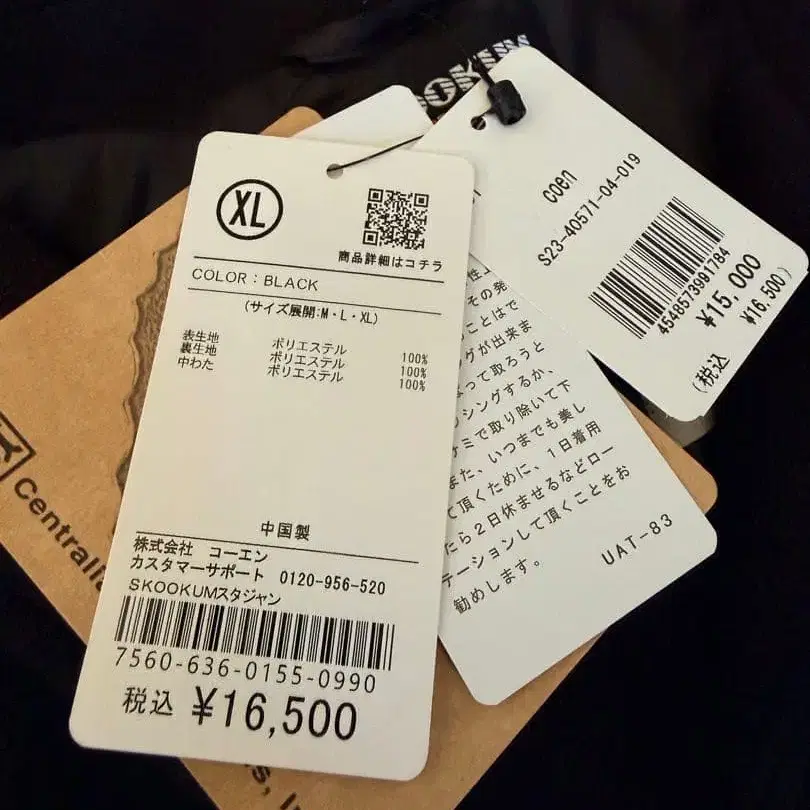 XL
商品詳細はコチラ
COLOR：BLACK
(サイズ展開:M・L・XL)
表生地 ポリエステル 100%
裏生地 ポリエステル 100%
中わた ポリエステル 100%
中国製
株式会社 コーエン
カスタマーサポート 0120-956-520
SKOOKUMスタジャン
7560-636-0155-0990
税込 ¥16,500
OOKUM
coen
S23-40571-04-019
4548573991784
¥15,000
(税込 ¥16,500)
性
その発
ことはで
グが出来ま
よって取ろうと
シングするか、
サミで取り除いて下
また、いつまでも美し
て頂くために、1日着用
たら2日休ませるなどロー
テーションして頂くことをお
勧めします。
UAT-83
Centralia
s, I